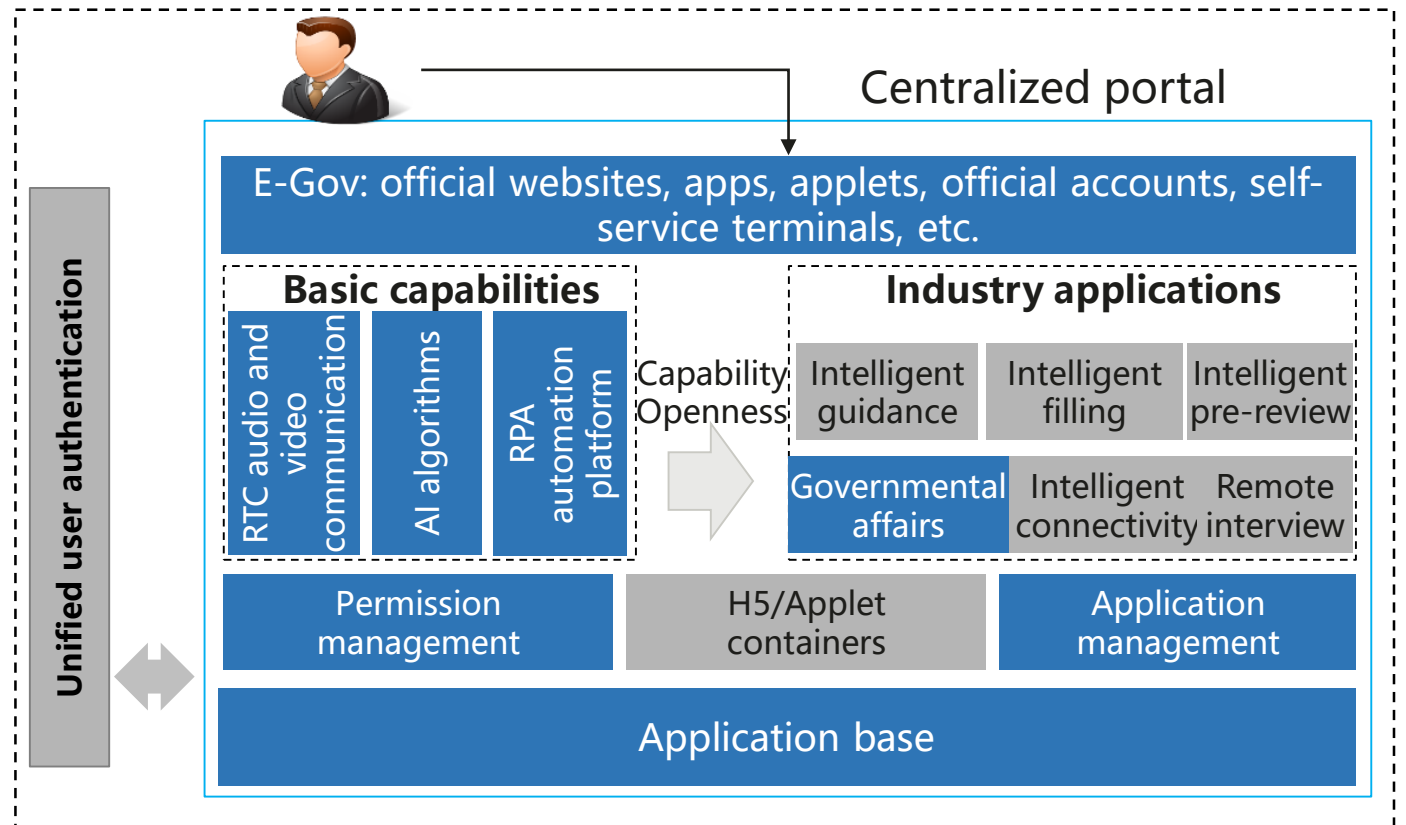 Centralized portal
E-Gov: official websites, apps, applets, official accounts, self-
service terminals, etc.
Unified user authentication
Basic capabilities
RTC audio and
video
communication
AI algorithms
RPA
automation
platform
Capability
Openness
Industry applications
Intelligent
guidance
Intelligent
filling
Intelligent
pre-review
Governmental
affairs
Intelligent
connectivity
Remote
interview
Permission
management
H5/Applet
containers
Application
management
Application base